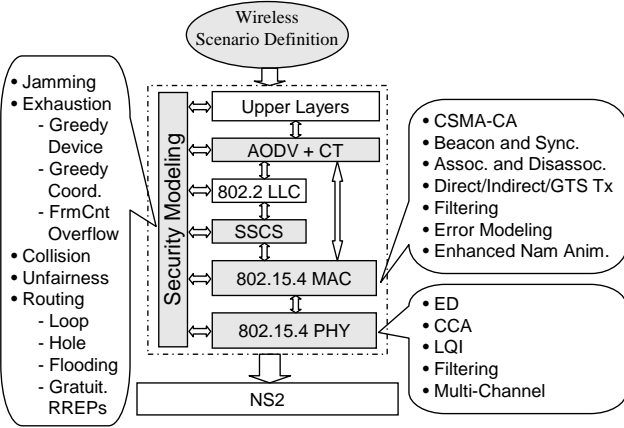 Wireless
Scenario Definition
• Jamming
• Exhaustion
- Greedy
Device
- Greedy
Coord.
- FrmCnt
Overflow
• Collision
• Unfairness
• Routing
- Loop
- Hole
- Flooding
- Gratuit.
RREPs
Security Modeling
Upper Layers
AODV + CT
802.2 LLC
SSCS
802.15.4 MAC
802.15.4 PHY
NS2
• CSMA-CA
• Beacon and Sync.
• Assoc. and Disassoc.
• Direct/Indirect/GTS Tx
• Filtering
• Error Modeling
• Enhanced Nam Anim.
• ED
• CCA
• LQI
• Filtering
• Multi-Channel